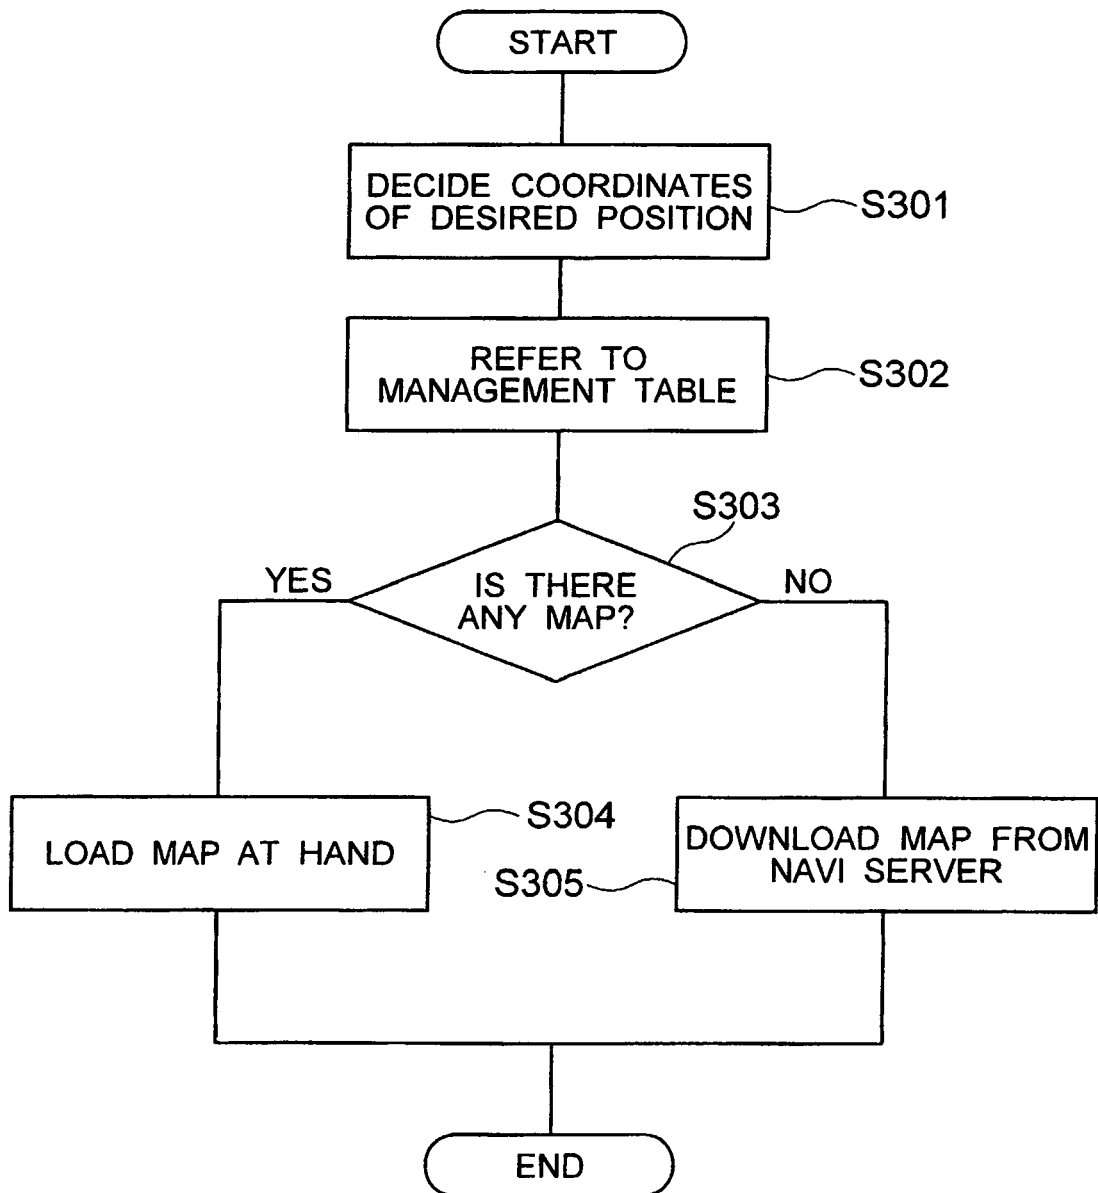 START
DECIDE COORDINATES
OF DESIRED POSITION
S301
REFER TO
MANAGEMENT TABLE
S302
S303
IS THERE
ANY MAP?
YES
NO
LOAD MAP AT HAND
S304
DOWNLOAD MAP FROM
NAVI SERVER
S305
END